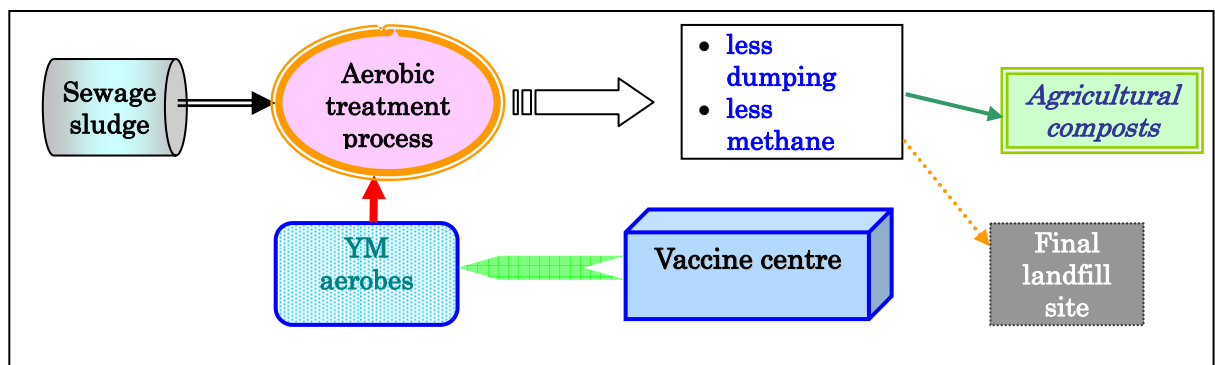 Sewage
sludge
Aerobic
treatment
process
• less
dumping
• less
methane
Agricultural
composts
YM
aerobes
Vaccine centre
Final
landfill
site